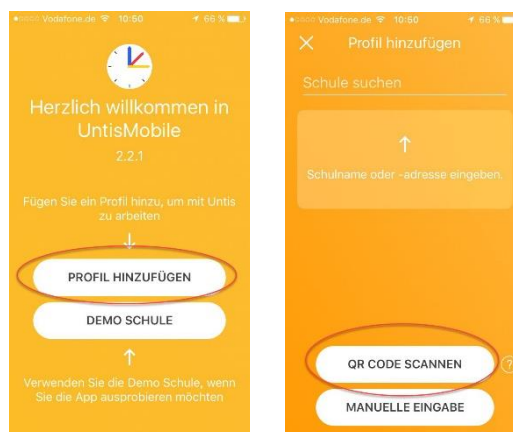 Vodafone.de 10:50 66 %
Herzlich willkommen in
UntisMobile
2.2.1
Fügen Sie ein Profil hinzu, um mit Untis
zu arbeiten
↓
PROFIL HINZUFÜGEN
DEMO SCHULE
↑
Verwenden Sie die Demo Schule, wenn
Sie die App ausprobieren möchten
Vodafone.de 10:50 66 %
X Profil hinzufügen
Schule suchen
↑
Schulname oder -adresse eingeben.
QR CODE SCANNEN ?
MANUELLE EINGABE